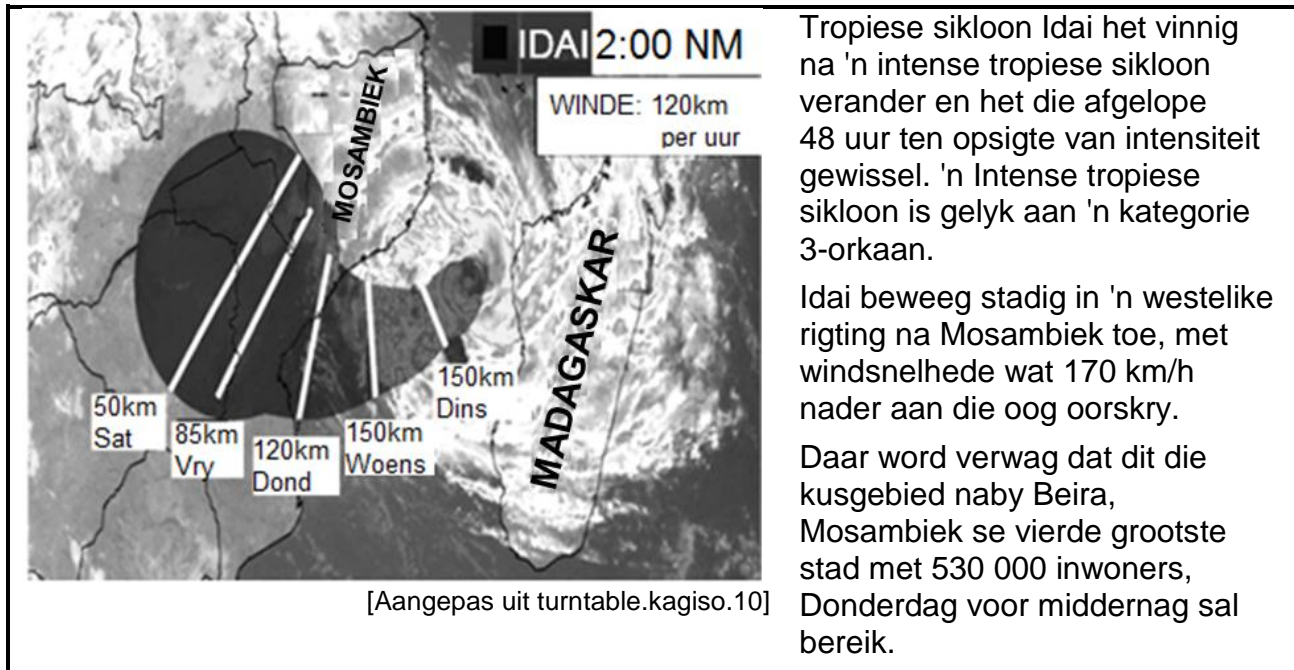 IDAI 2:00 NM
WINDE: 120km
per uur
MOSAMBIEK
MADAGASKAR
50km
Sat
85km
Vry
120km
Dond
150km
Woens
150km
Dins
[Aangepas uit turntable.kagiso.10]
Tropiese sikloon Idai het vinnig
na 'n intense tropiese sikloon
verander en het die afgelope
48 uur ten opsigte van intensiteit
gewissel. 'n Intense tropiese
sikloon is gelyk aan 'n kategorie
3-orkaan.
Idai beweeg stadig in 'n westelike
rigting na Mosambiek toe, met
windsnelhede wat 170 km/h
nader aan die oog oorskry.
Daar word verwag dat dit die
kusgebied naby Beira,
Mosambiek se vierde grootste
stad met 530 000 inwoners,
Donderdag voor middernag sal
bereik.